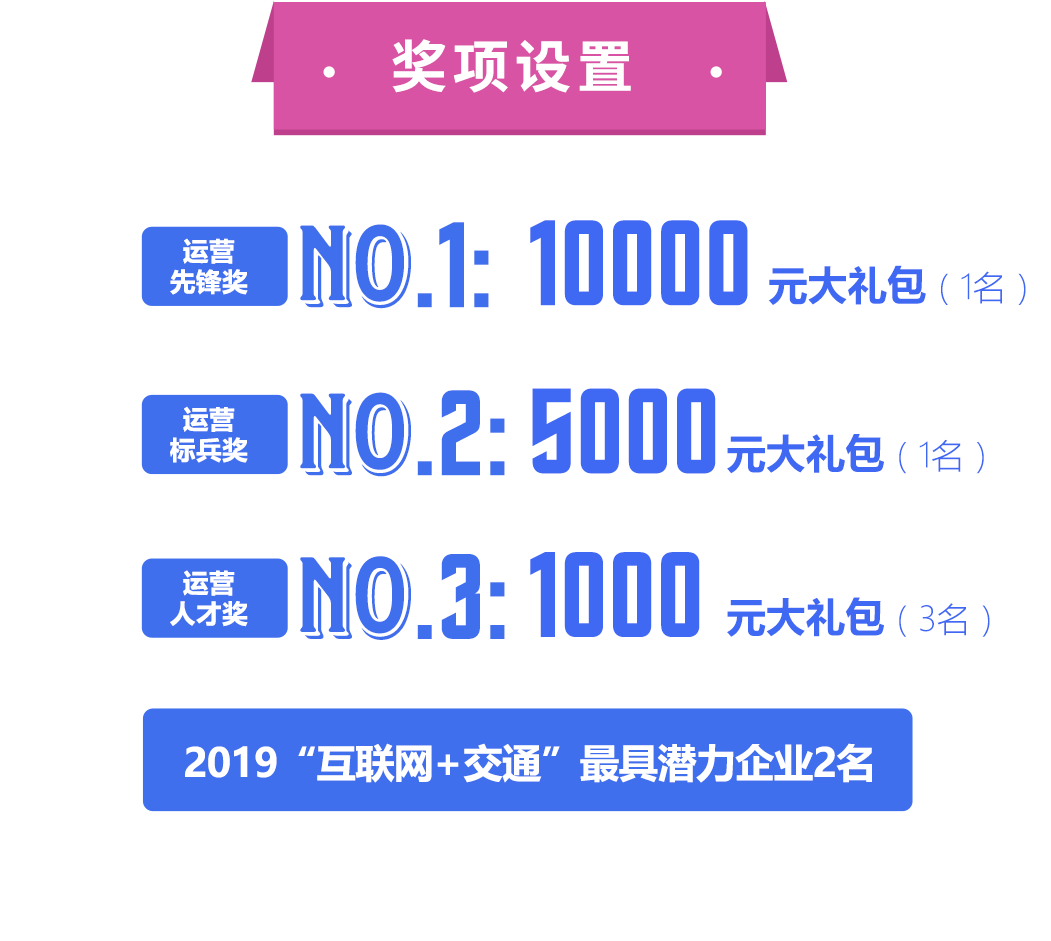 奖项设置
运营
先锋奖
NO.1: 10000 元大礼包（1名）
运营
标兵奖
NO.2: 5000 元大礼包（1名）
运营
人才奖
NO.3: 1000 元大礼包（3名）
2019“互联网+交通”最具潜力企业2名